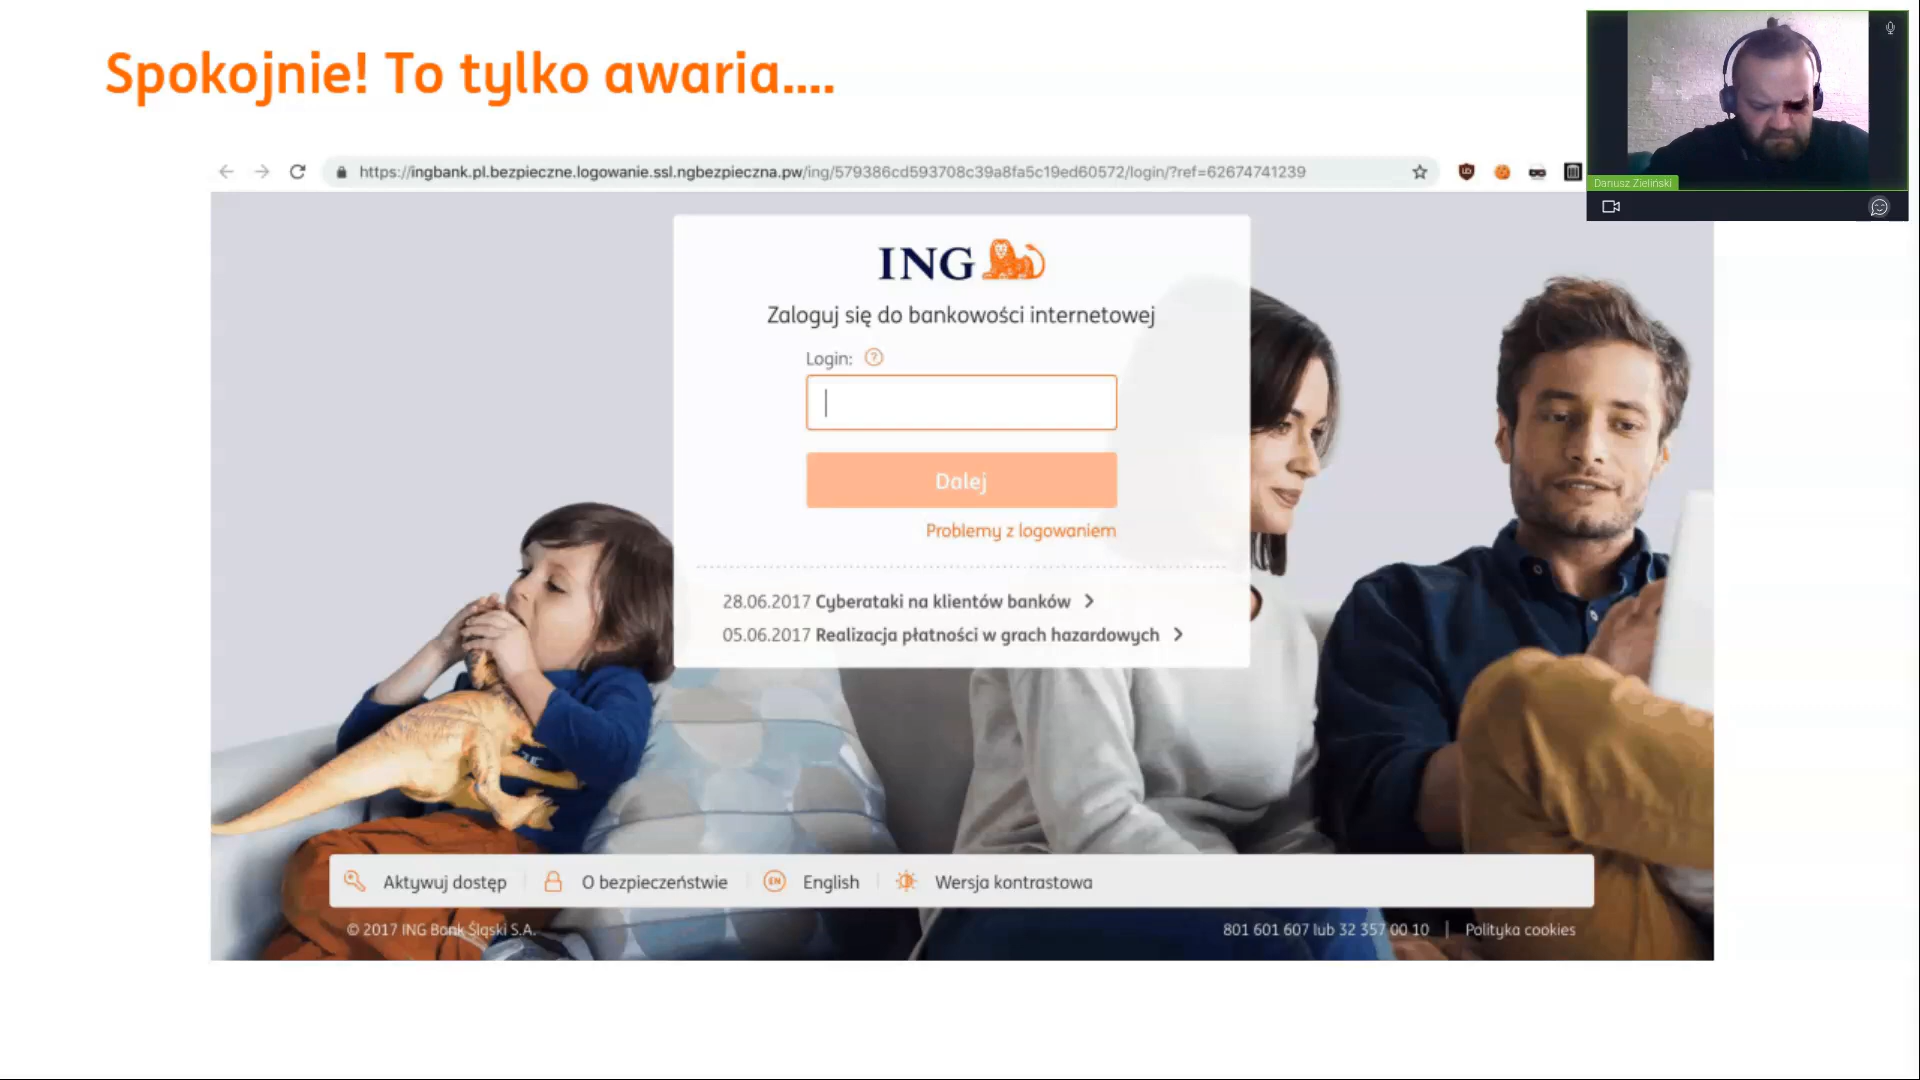 Spokojnie! To tylko awaria....
https://ingbank.pl.bezpieczne.logowanie.ssl.ngbezpieczna.pw/ing/579386cd593708c39a8fa5c19ed60572/login/?ref=62674741239
Dariusz Zieliński
ING
Zaloguj się do bankowości internetowej
Login: ?
Dalej
Problemy z logowaniem
28.06.2017 Cyberataki na klientów banków
05.06.2017 Realizacja płatności w grach hazardowych
Aktywuj dostęp O bezpieczeństwie EN English Wersja kontrastowa
© 2017 ING Bank Śląski S.A. 801 601 607 lub 32 357 00 10 | Polityka cookies